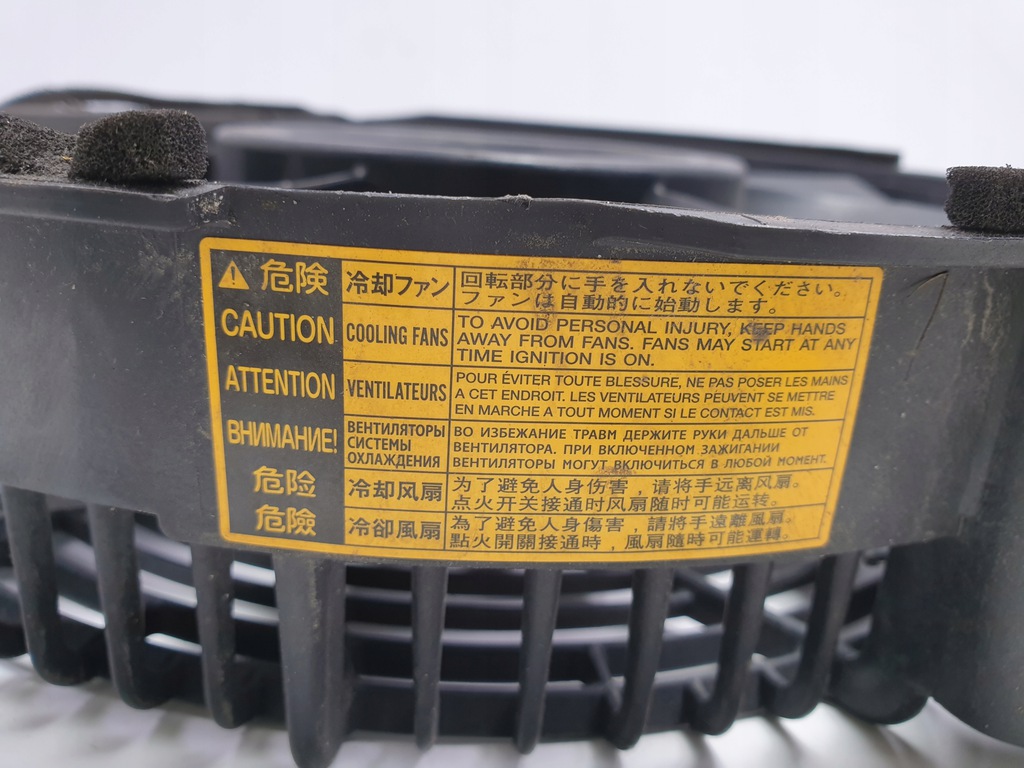 危険 冷却ファン 回転部分に手を入れないでください。
ファンは自動的に始動します。
CAUTION COOLING FANS TO AVOID PERSONAL INJURY, KEEP HANDS
AWAY FROM FANS. FANS MAY START AT ANY
TIME IGNITION IS ON.
ATTENTION VENTILATEURS POUR ÉVITER TOUTE BLESSURE, NE PAS POSER LES MAINS
A CET ENDROIT. LES VENTILATEURS PEUVENT SE METTRE
EN MARCHE A TOUT MOMENT SI LE CONTACT EST MIS.
ВНИМАНИЕ! ВЕНТИЛЯТОРЫ
СИСТЕМЫ
ОХЛАЖДЕНИЯ
ВО ИЗБЕЖАНИЕ ТРАВМ ДЕРЖИТЕ РУКИ ДАЛЬШЕ ОТ
ВЕНТИЛЯТОРА. ПРИ ВКЛЮЧЕННОМ ЗАЖИГАНИИ
ВЕНТИЛЯТОРЫ МОГУТ ВКЛЮЧИТЬСЯ В ЛЮБОЙ МОМЕНТ.
危险 冷却风扇 为了避免人身伤害，请将手远离风扇。
点火开关接通时风扇随时可能运转。
危險 冷卻風扇 為了避免人身傷害，請將手遠離風扇。
點火開關接通時，風扇隨時可能運轉。